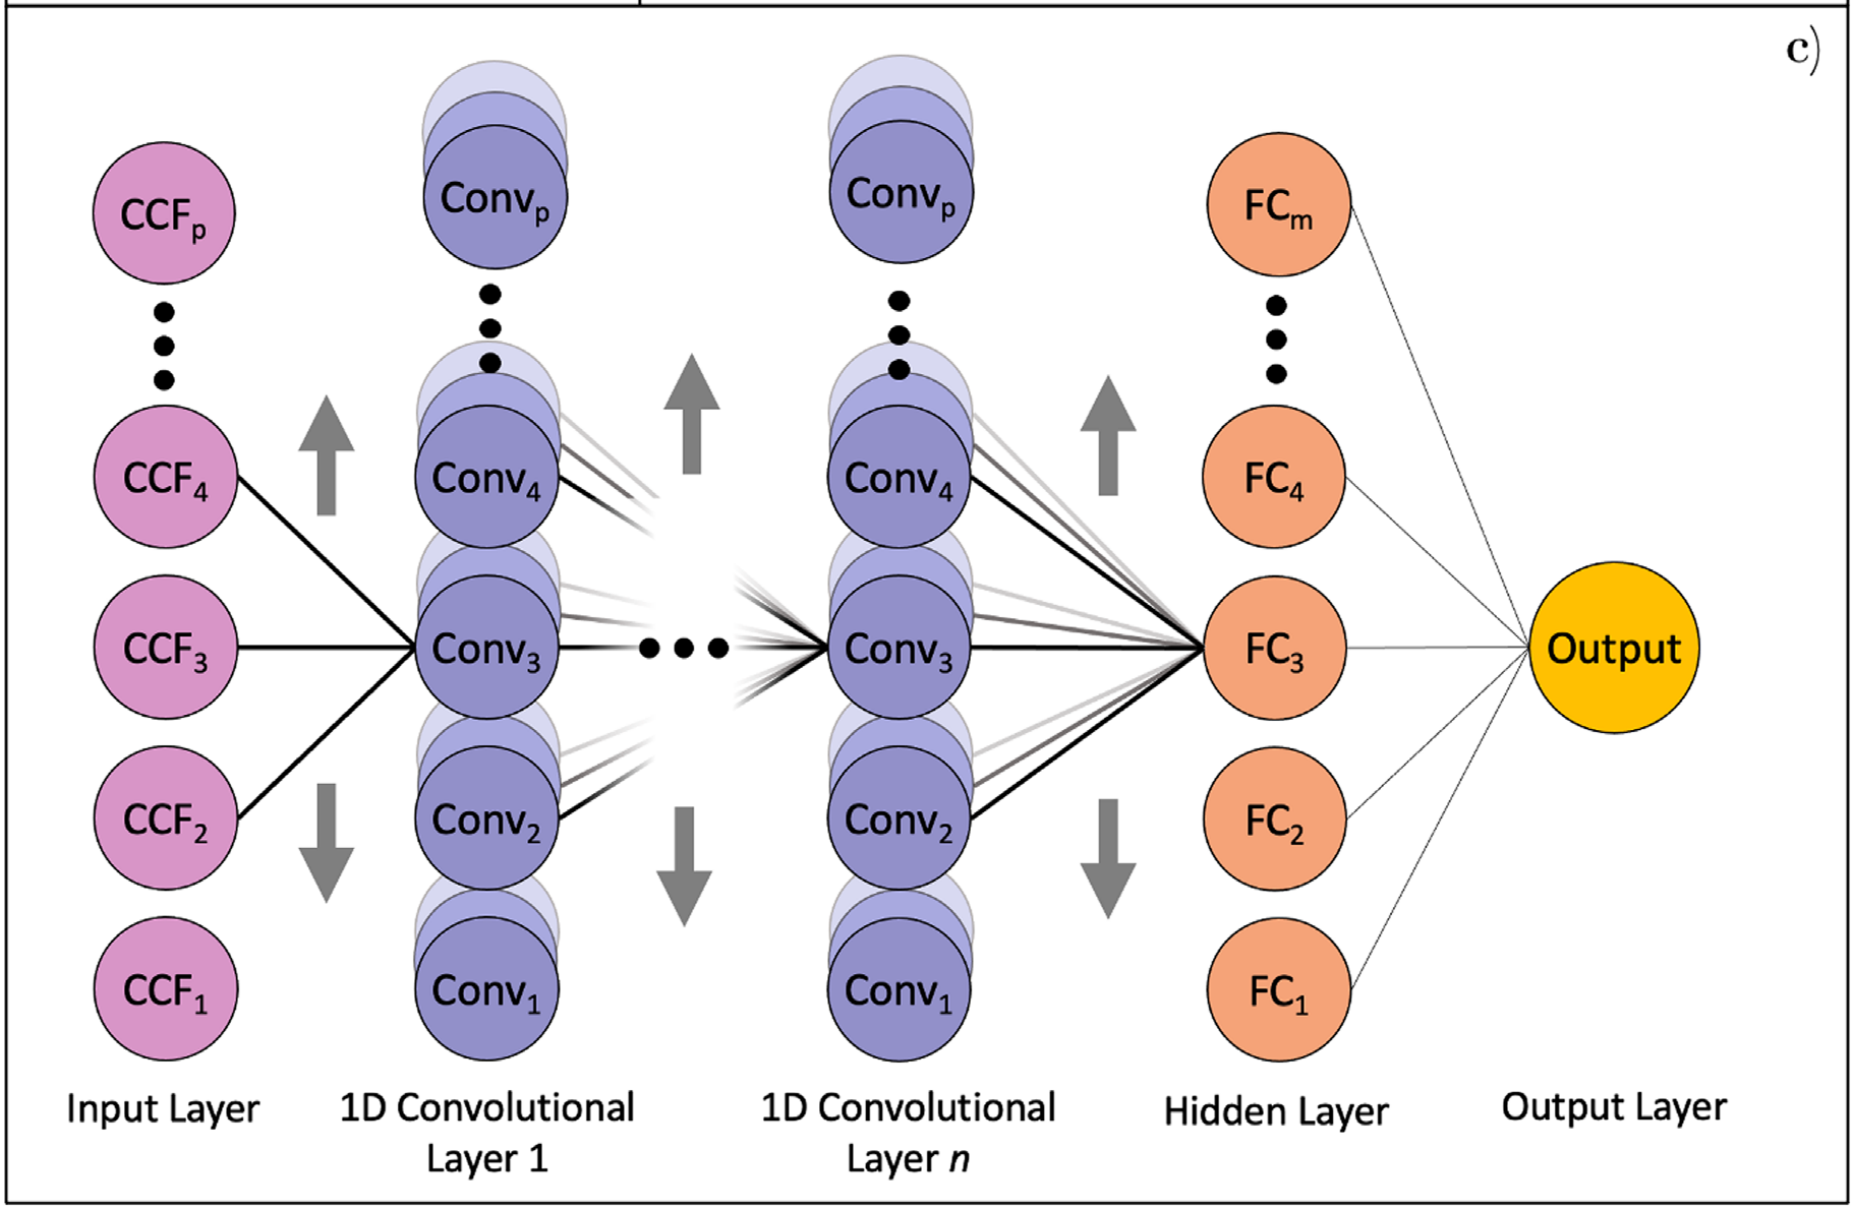 c)
CCFp
Convp
Convp
FCm
CCF4
Conv4
Conv4
FC4
CCF3
Conv3
Conv3
FC3
Output
CCF2
Conv2
Conv2
FC2
CCF1
Conv1
Conv1
FC1
Input Layer
1D Convolutional
Layer 1
1D Convolutional
Layer n
Hidden Layer
Output Layer